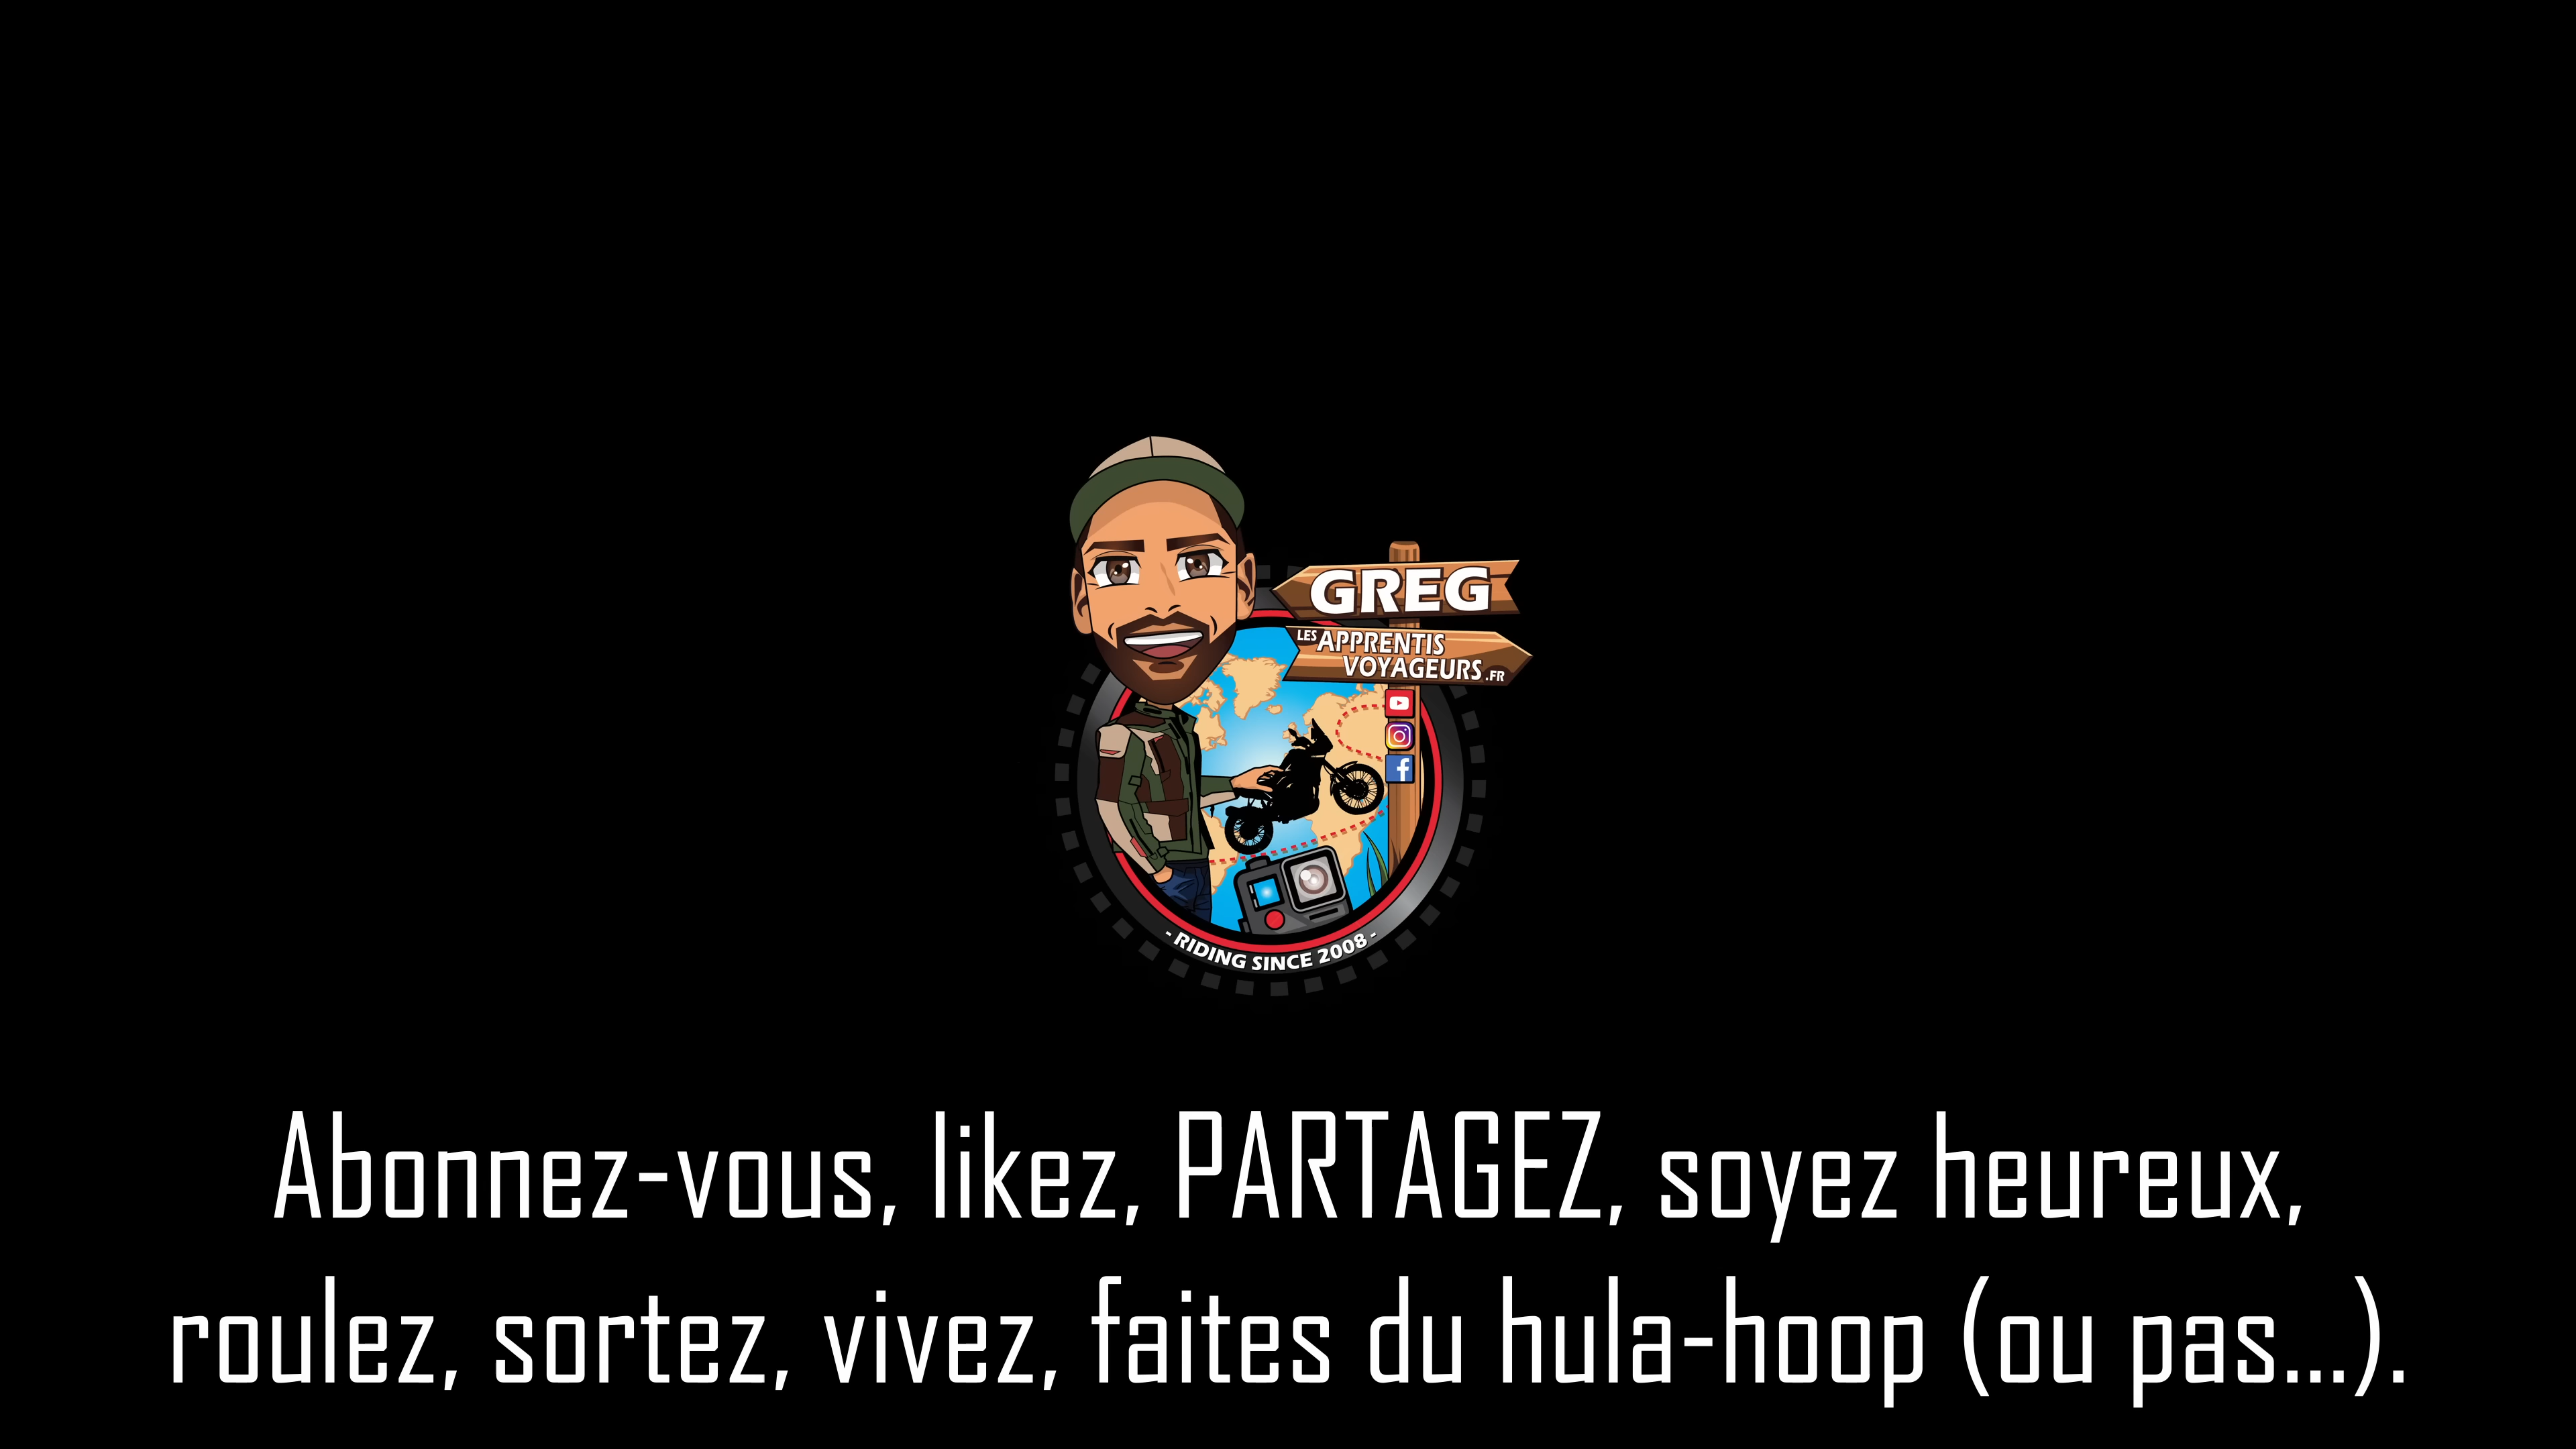 GREG
LES APPRENTIS
VOYAGEURS.FR
- RIDING SINCE 2008 -
Abonnez-vous, likez, PARTAGEZ, soyez heureux,
roulez, sortez, vivez, faites du hula-hoop (ou pas...).